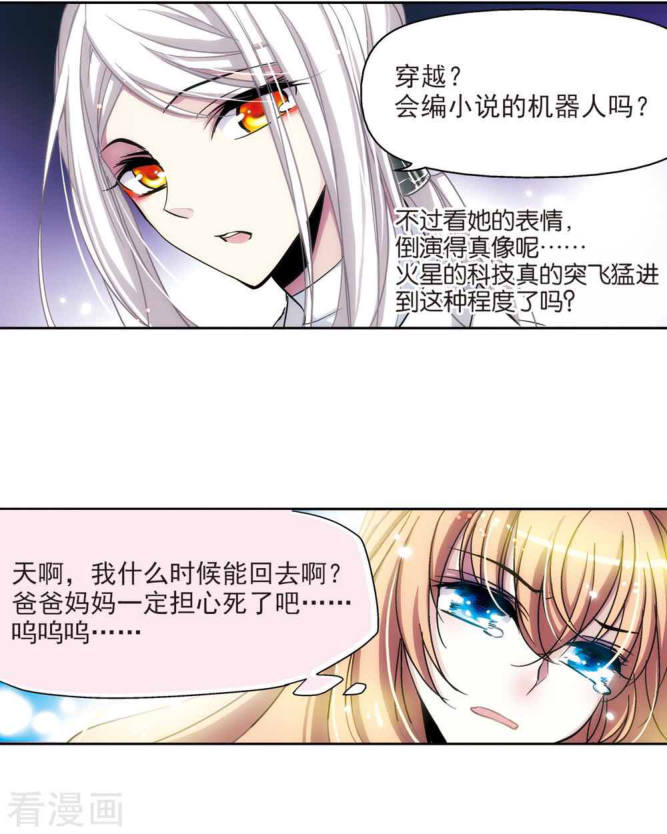 穿越？
会编小说的机器人吗？
不过看她的表情，
倒演得真像呢……
火星的科技真的突飞猛进
到这种程度了吗？
天啊，我什么时候能回去啊？
爸爸妈妈一定担心死了吧……
呜呜呜……
看漫画